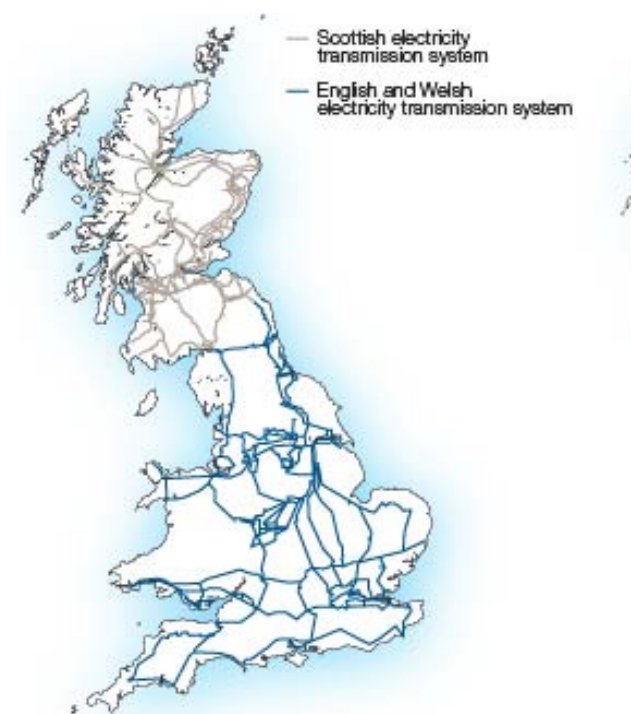 Scottish electricity
transmission system
English and Welsh
electricity transmission system